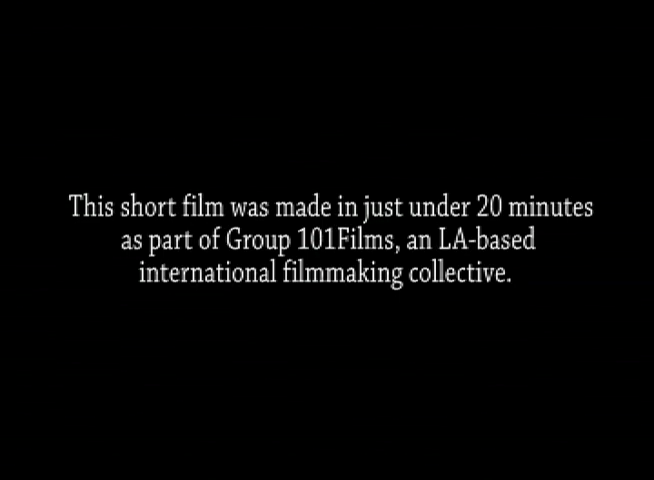 This short film was made in just under 20 minutes
as part of Group 101Films, an LA-based
international filmmaking collective.